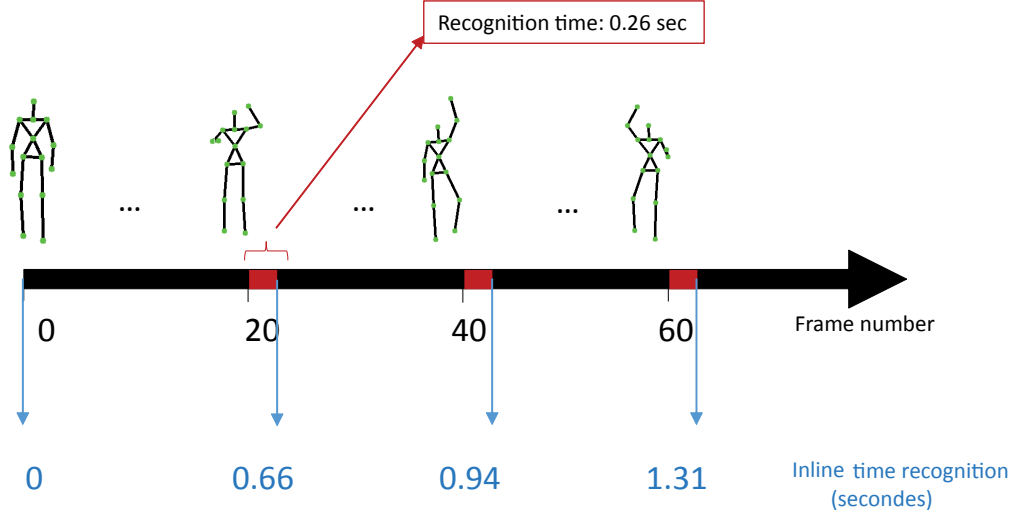 Recognition time: 0.26 sec
... ... ...
0 20 40 60 Frame number
0 0.66 0.94 1.31 Inline time recognition
(secondes)